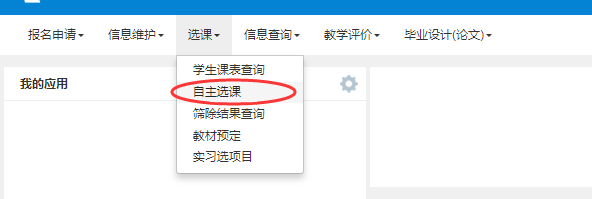 报名申请 信息维护 选课 信息查询 教学评价 毕业设计(论文)
我的应用
学生课表查询
自主选课
筛除结果查询
教材预定
实习选项目